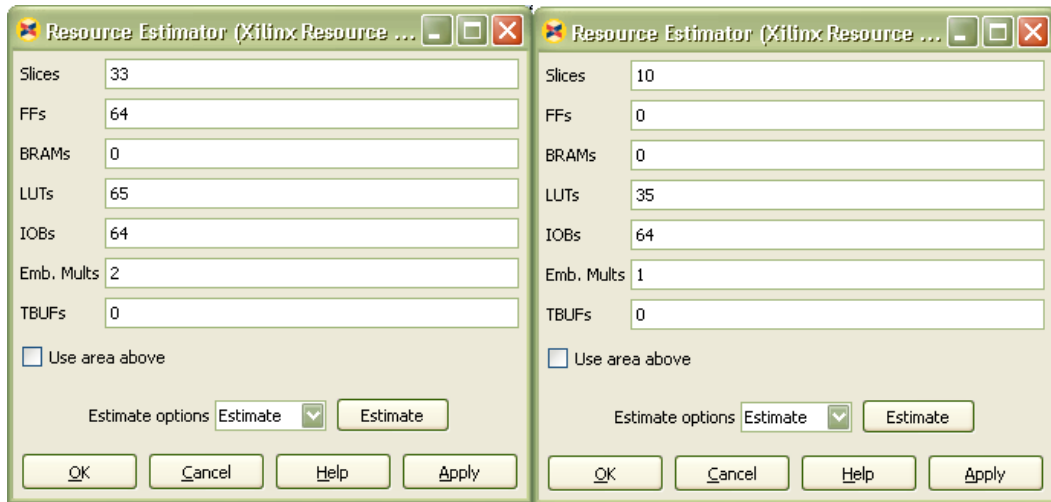 Resource Estimator (Xilinx Resource ...
Slices 33
FFs 64
BRAMs 0
LUTs 65
IOBs 64
Emb. Mults 2
TBUFs 0
Use area above
Estimate options Estimate Estimate
OK Cancel Help Apply
Resource Estimator (Xilinx Resource ...
Slices 10
FFs 0
BRAMs 0
LUTs 35
IOBs 64
Emb. Mults 1
TBUFs 0
Use area above
Estimate options Estimate Estimate
OK Cancel Help Apply